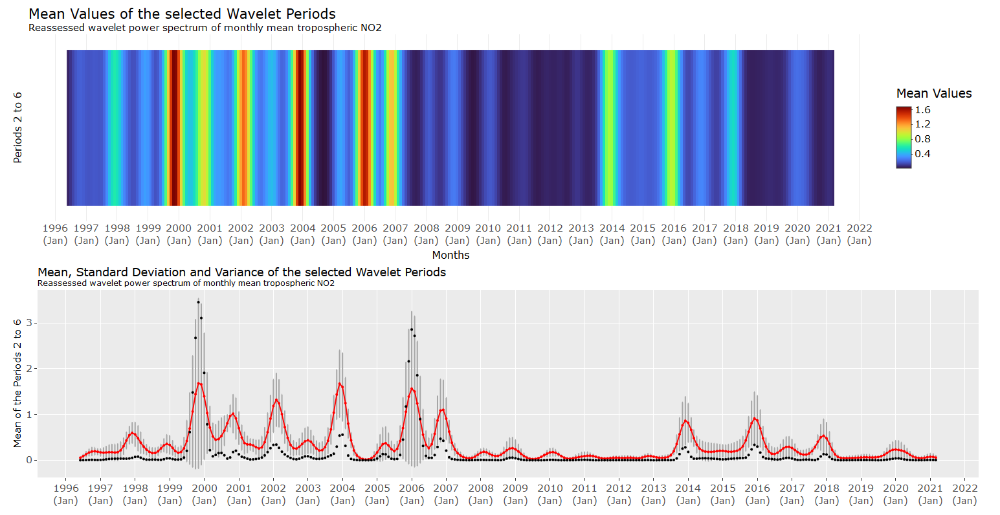 Mean Values of the selected Wavelet Periods
Reassessed wavelet power spectrum of monthly mean tropospheric NO2
Periods 2 to 6
Mean Values
1.6
1.2
0.8
0.4
1996 1997 1998 1999 2000 2001 2002 2003 2004 2005 2006 2007 2008 2009 2010 2011 2012 2013 2014 2015 2016 2017 2018 2019 2020 2021 2022
(Jan) (Jan) (Jan) (Jan) (Jan) (Jan) (Jan) (Jan) (Jan) (Jan) (Jan) (Jan) (Jan) (Jan) (Jan) (Jan) (Jan) (Jan) (Jan) (Jan) (Jan) (Jan) (Jan) (Jan) (Jan) (Jan) (Jan)
Months
Mean, Standard Deviation and Variance of the selected Wavelet Periods
Reassessed wavelet power spectrum of monthly mean tropospheric NO2
Mean of the Periods 2 to 6
3
2
1
0
1996 1997 1998 1999 2000 2001 2002 2003 2004 2005 2006 2007 2008 2009 2010 2011 2012 2013 2014 2015 2016 2017 2018 2019 2020 2021 2022
(Jan) (Jan) (Jan) (Jan) (Jan) (Jan) (Jan) (Jan) (Jan) (Jan) (Jan) (Jan) (Jan) (Jan) (Jan) (Jan) (Jan) (Jan) (Jan) (Jan) (Jan) (Jan) (Jan) (Jan) (Jan) (Jan) (Jan)